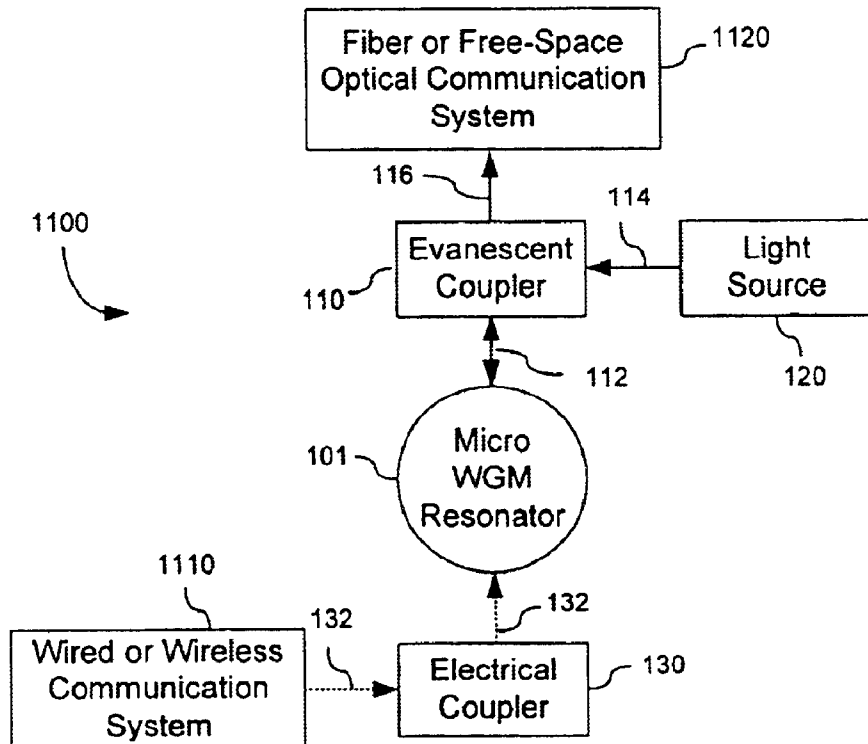 Fiber or Free-Space
Optical Communication
System
1120
116
114
1100
110
Evanescent
Coupler
Light
Source
120
112
101
Micro
WGM
Resonator
1110
132
132
Wired or Wireless
Communication
System
Electrical
Coupler
130